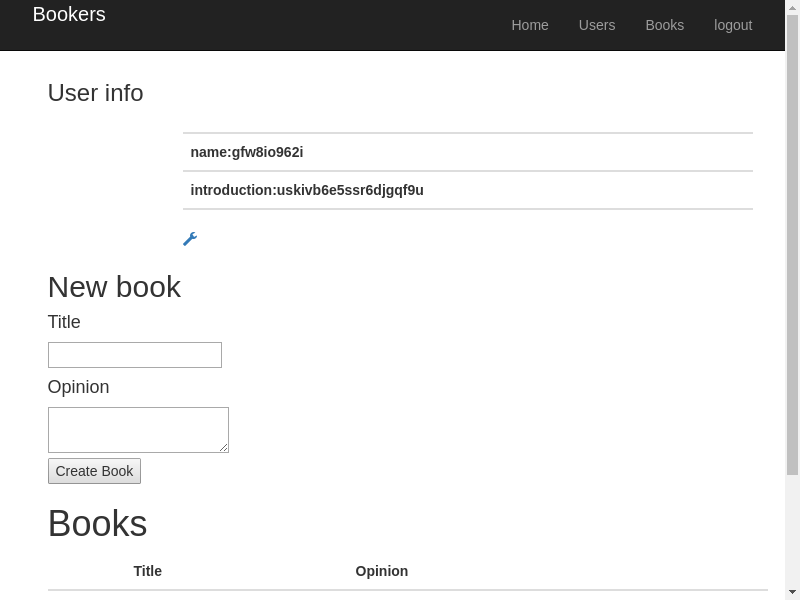 Bookers
Home Users Books logout
User info
name:gfw8io962i
introduction:uskivb6e5ssr6djgqf9u
New book
Title
Opinion
Create Book
Books
Title Opinion